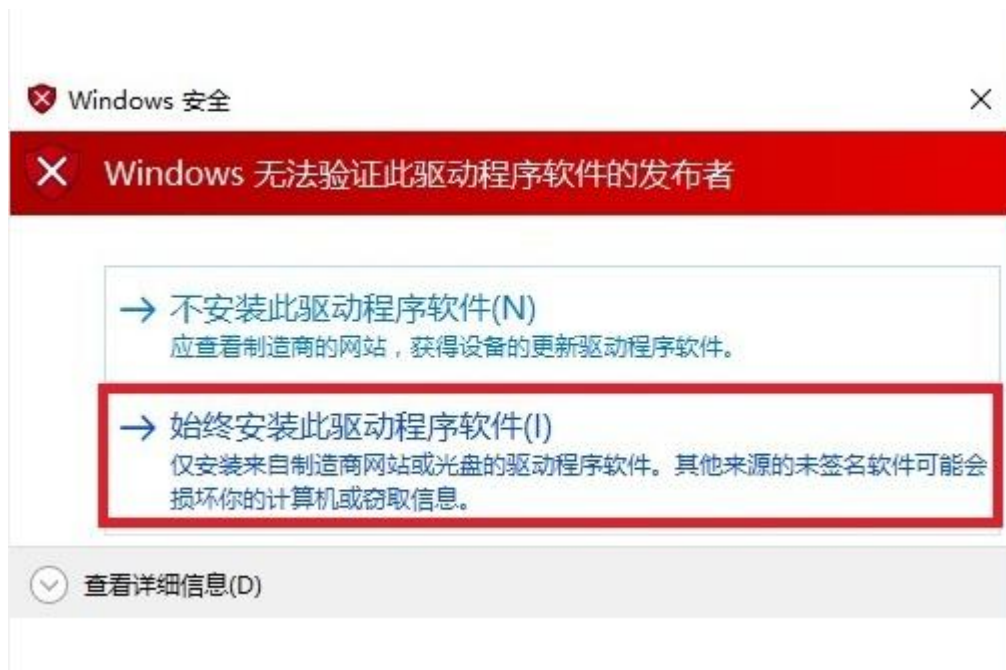 Windows 安全
Windows 无法验证此驱动程序软件的发布者
不安装此驱动程序软件(N)
应查看制造商的网站，获得设备的更新驱动程序软件。
始终安装此驱动程序软件(I)
仅安装来自制造商网站或光盘的驱动程序软件。其他来源的未签名软件可能会
损坏你的计算机或窃取信息。
查看详细信息(D)